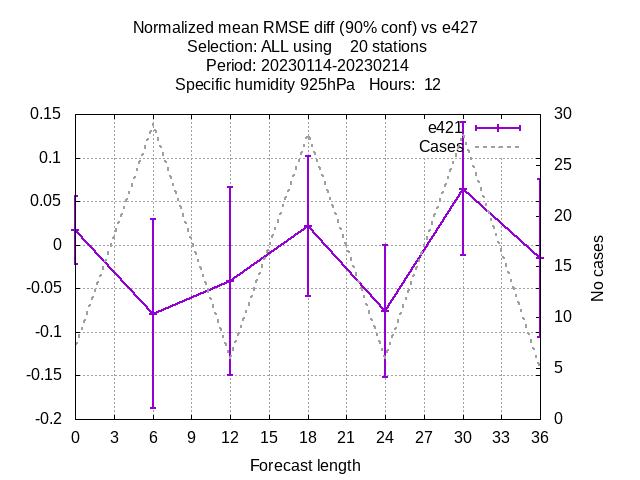 Normalized mean RMSE diff (90% conf) vs e427
Selection: ALL using    20 stations
Period: 20230114-20230214
Specific humidity 925hPa   Hours:  12
0.15
0.1
0.05
0
-0.05
-0.1
-0.15
-0.2
30
25
20
15
10
5
0
e421
Cases
No cases
0 3 6 9 12 15 18 21 24 27 30 33 36
Forecast length